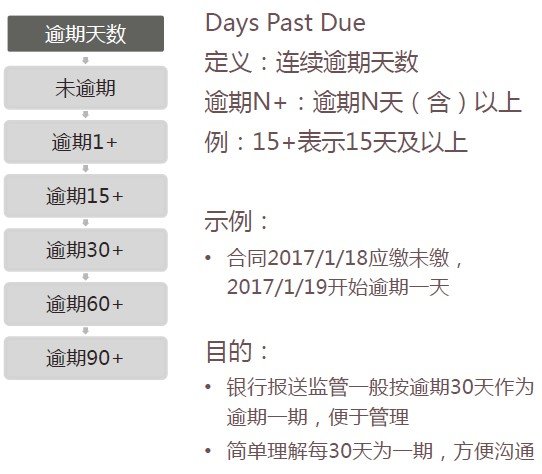 逾期天数
未逾期
逾期1+
逾期15+
逾期30+
逾期60+
逾期90+
Days Past Due
定义：连续逾期天数
逾期N+：逾期N天（含）以上
例：15+表示15天及以上
示例：
• 合同2017/1/18应缴未缴，
2017/1/19开始逾期一天
目的：
• 银行报送监管一般按逾期30天作为
逾期一期，便于管理
• 简单理解每30天为一期，方便沟通